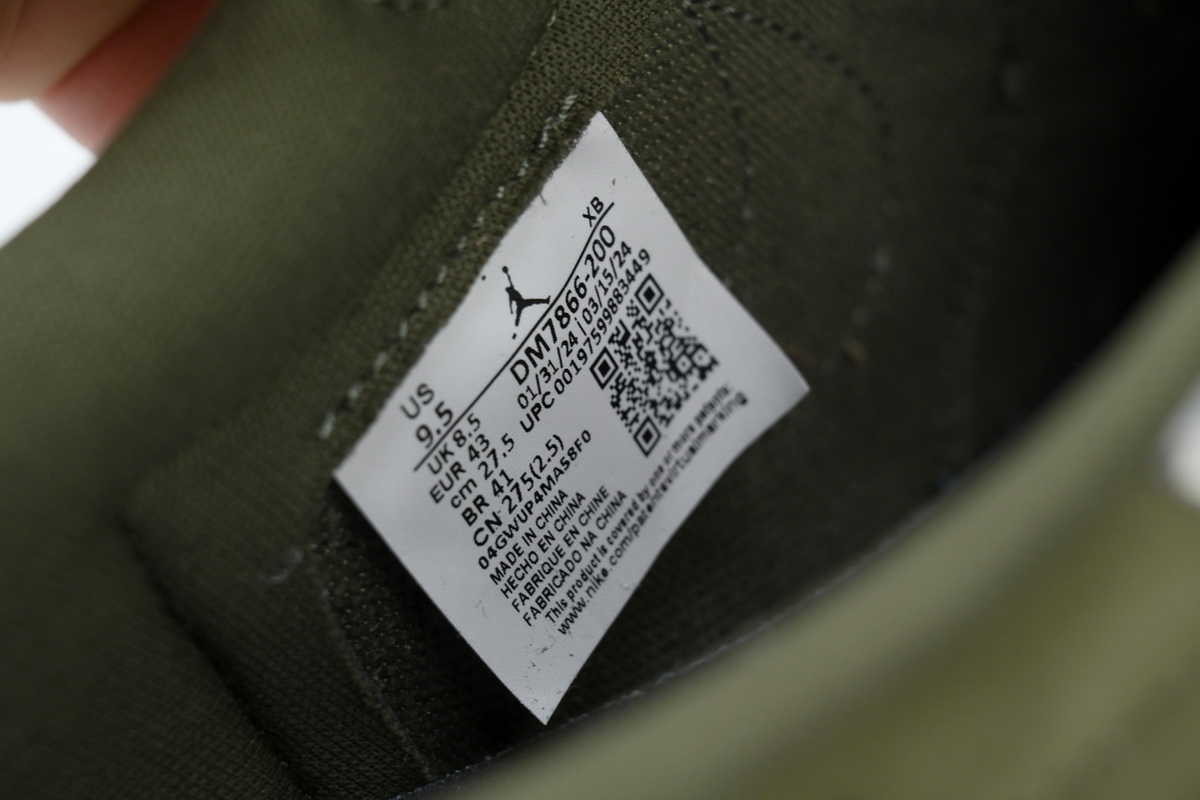 US
9.5
XB
UK 8.5
EUR 43
cm 27.5
BR 41
CN 275(2.5)
DM7866-200
01/31/24 | 03/15/24
UPC 00197599883449
04GWUP4MAS8F0
MADE IN CHINA
HECHO EN CHINA
FABRIQUE EN CHINE
FABRICADO NA CHINA
This product is covered by one or more patents:
www.nike.com/patentevirtualmarking